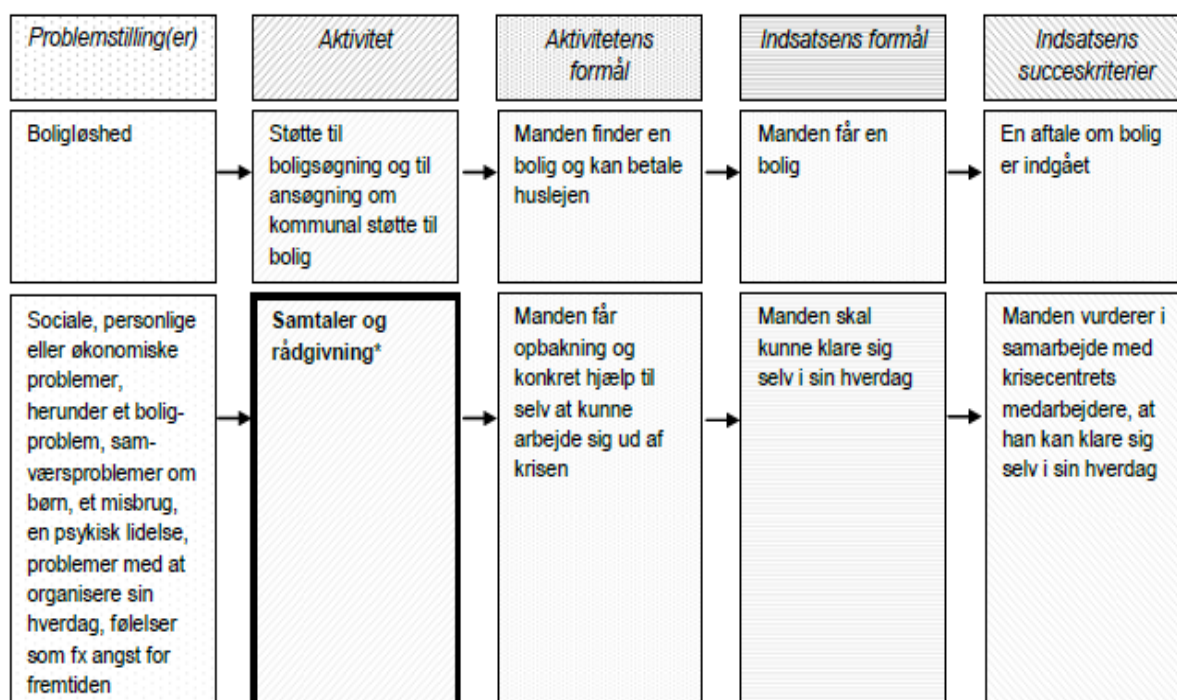 Problemstilling(er)
Aktivitet
Aktivitetens
formål
Indsatsens formål
Indsatsens
succeskriterier
Boligløshed
Støtte til
boligsøgning og til
ansøgning om
kommunal støtte til
bolig
Manden finder en
bolig og kan betale
huslejen
Manden får en
bolig
En aftale om bolig
er indgået
Sociale, personlige
eller økonomiske
problemer,
herunder et bolig-
problem, sam-
værsproblemer om
børn, et misbrug,
en psykisk lidelse,
problemer med at
organisere sin
hverdag, følelser
som fx angst for
fremtiden
Samtaler og
rådgivning*
Manden får
opbakning og
konkret hjælp til
selv at kunne
arbejde sig ud af
krisen
Manden skal
kunne klare sig
selv i sin hverdag
Manden vurderer i
samarbejde med
krisecentrets
medarbejdere, at
han kan klare sig
selv i sin hverdag